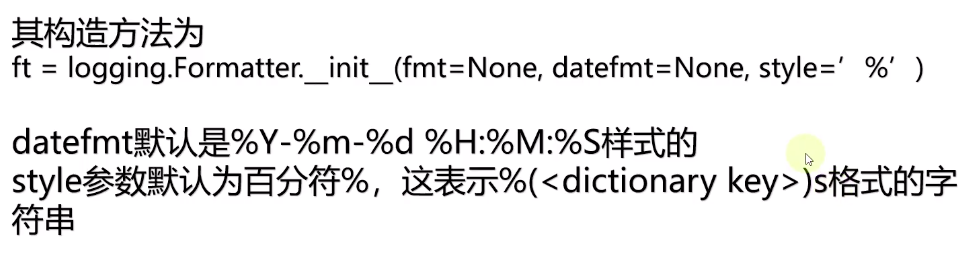 其构造方法为
ft = logging.Formatter.__init__(fmt=None, datefmt=None, style=’%’)
datefmt默认是%Y-%m-%d %H:%M:%S样式的
style参数默认为百分符%，这表示%(<dictionary key>)s格式的字
符串